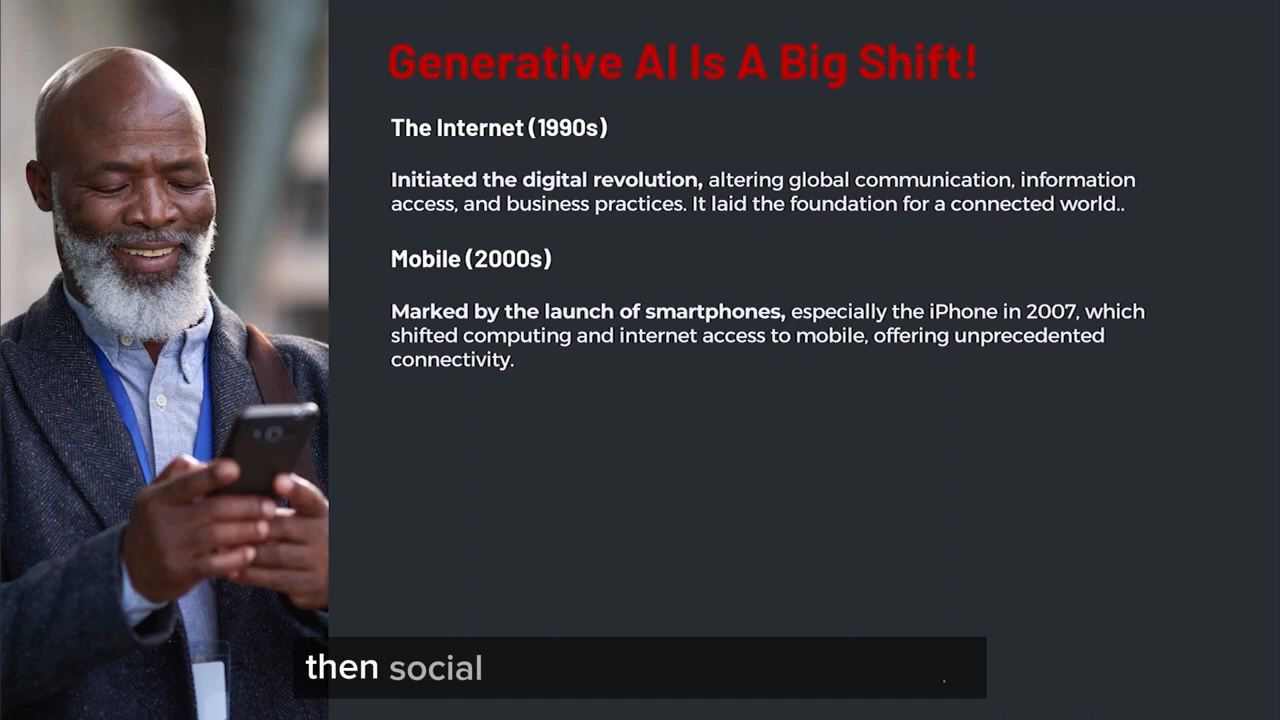 Generative AI Is A Big Shift!
The Internet (1990s)
Initiated the digital revolution, altering global communication, information
access, and business practices. It laid the foundation for a connected world..
Mobile (2000s)
Marked by the launch of smartphones, especially the iPhone in 2007, which
shifted computing and internet access to mobile, offering unprecedented
connectivity.
then social